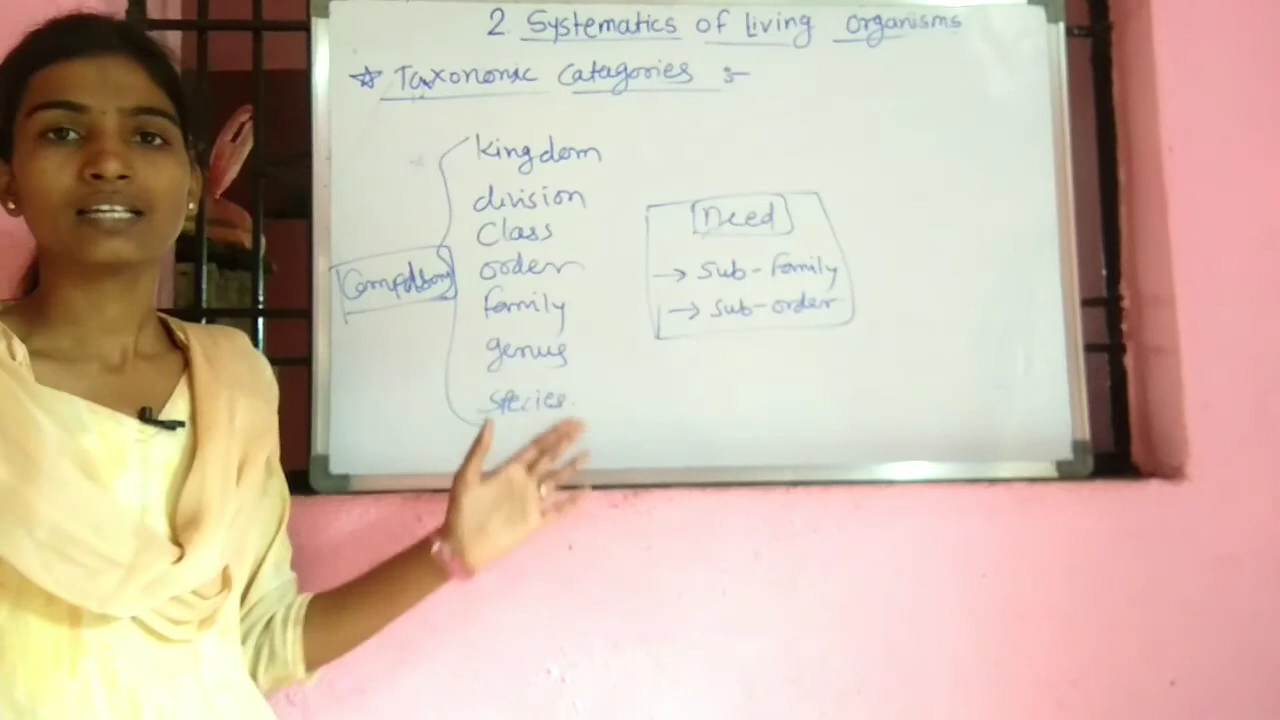 2. Systematics of Living organisms
☆ Taxonomic Catagories :-
Kingdom
division
Class
order
family
genus
species
Compulsory
Need
→ Sub-family
→ Sub-order